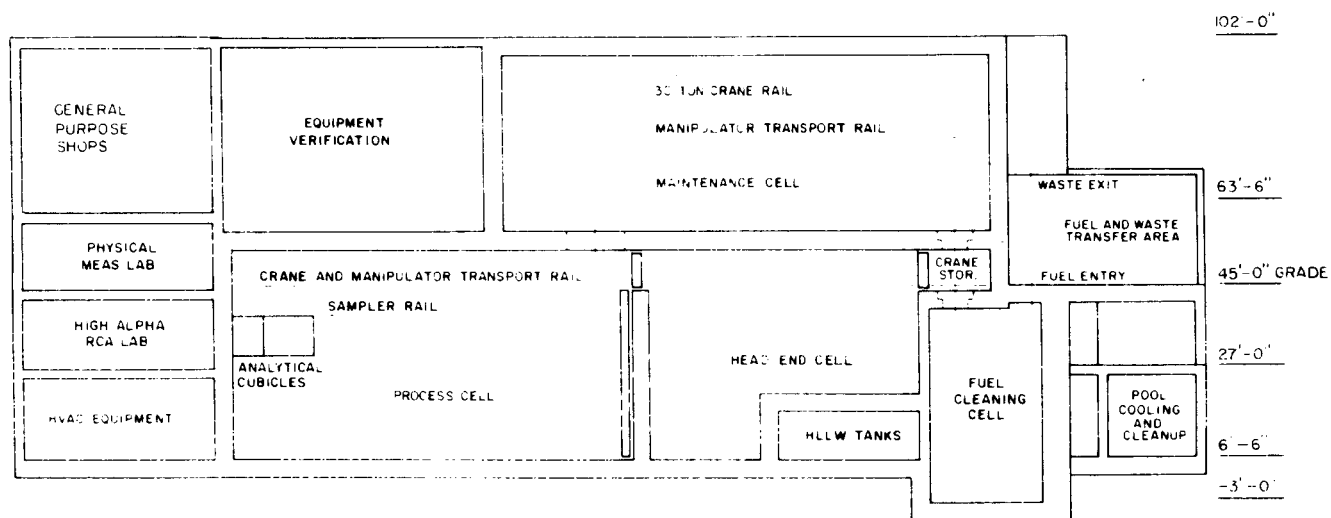 102'-0"
GENERAL
PURPOSE
SHOPS
EQUIPMENT
VERIFICATION
30 TON CRANE RAIL
MANIPULATOR TRANSPORT RAIL
MAINTENANCE CELL
WASTE EXIT
63'-6"
FUEL AND WASTE
TRANSFER AREA
FUEL ENTRY
45'-0" GRADE
PHYSICAL
MEAS LAB
CRANE AND MANIPULATOR TRANSPORT RAIL
SAMPLER RAIL
CRANE
STOR.
HIGH ALPHA
RCA LAB
ANALYTICAL
CUBICLES
HEAD END CELL
27'-0"
PROCESS CELL
FUEL
CLEANING
CELL
POOL
COOLING
AND
CLEANUP
HVAC EQUIPMENT
HLLW TANKS
6'-6"
-3'-0"